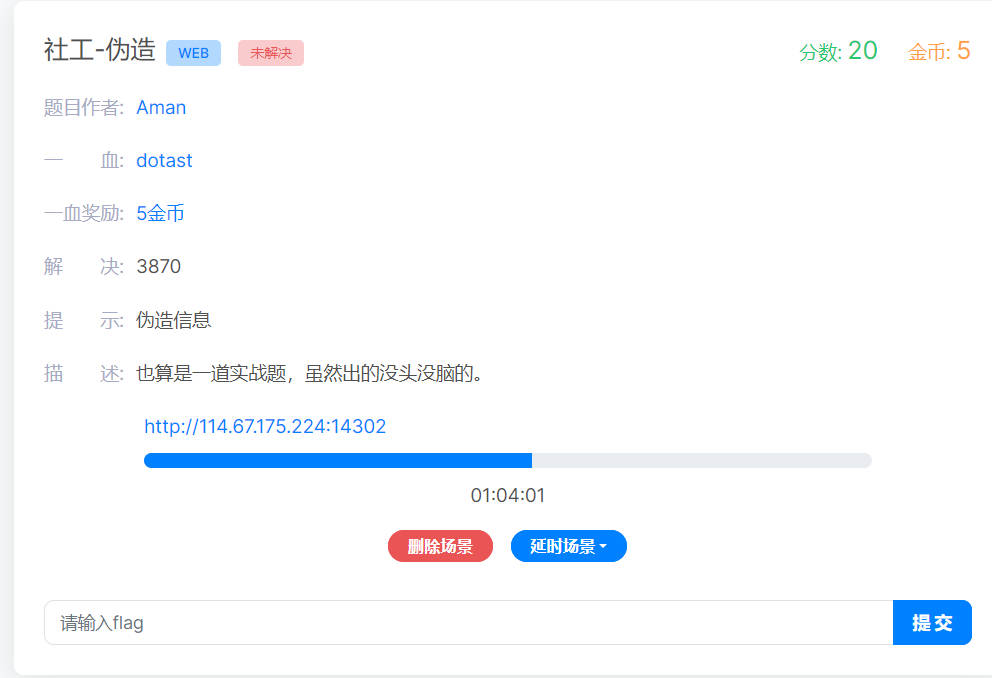 社工-伪造 WEB 未解决 分数: 20 金币: 5
题目作者: Aman
一 血: dotast
一血奖励: 5金币
解 决: 3870
提 示: 伪造信息
描 述: 也算是一道实战题，虽然出的没头没脑的。
http://114.67.175.224:14302
01:04:01
删除场景 延时场景
请输入flag 提交